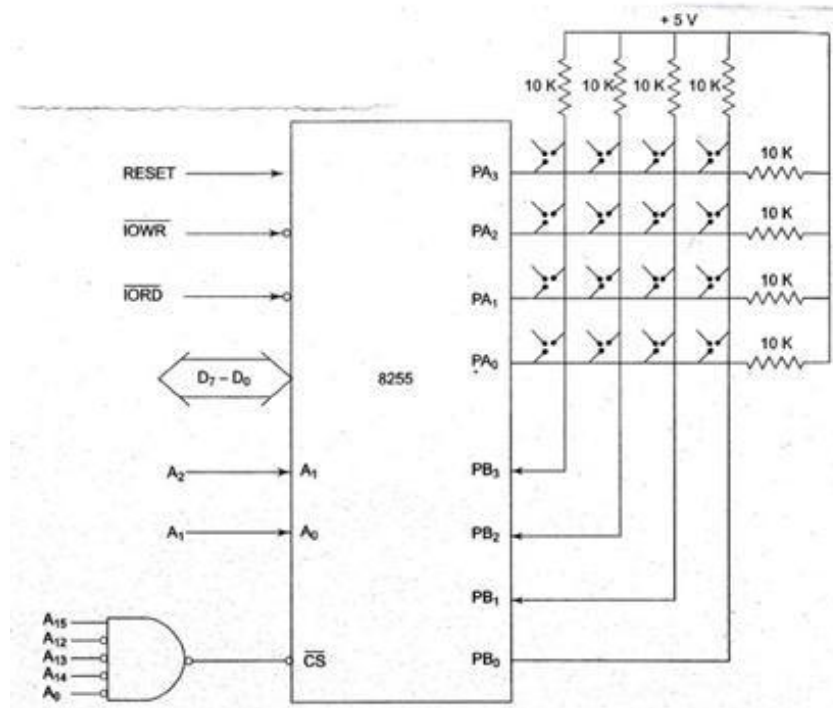 + 5 V
10 K 10 K 10 K 10 K
RESET
PA3
10 K
IOWR
PA2
10 K
IORD
PA1
10 K
PA0
10 K
D7 – D0
8255
A2
A1
PB3
A1
A0
PB2
PB1
A15
A12
A13
A14
A0
CS
PB0